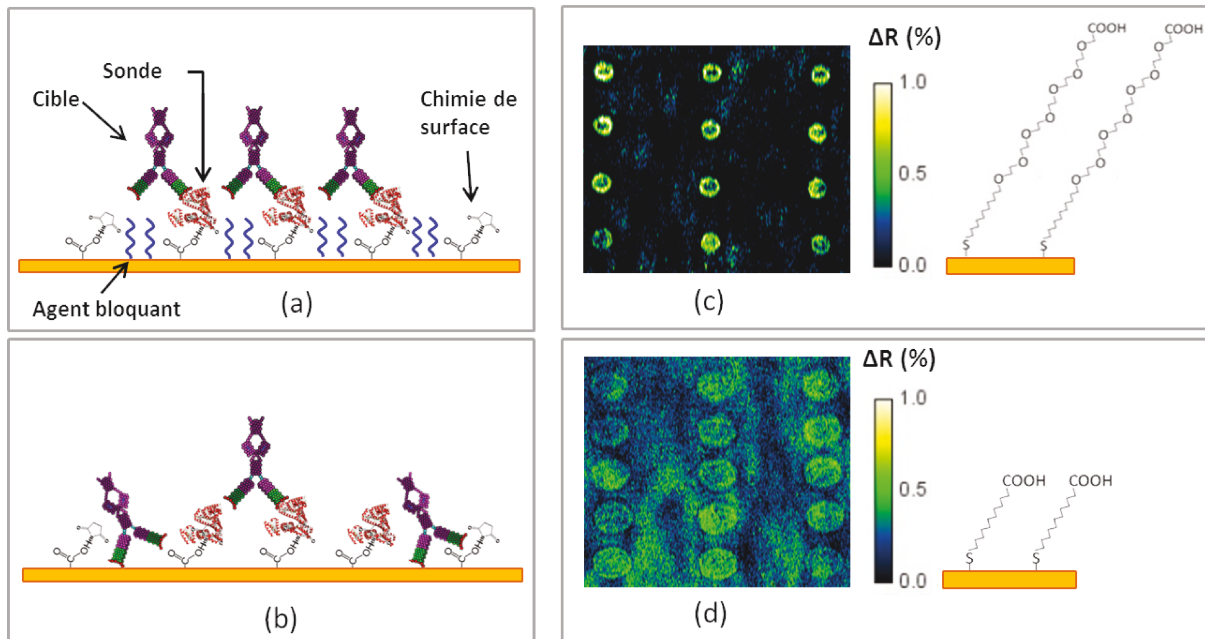 Sonde
Cible
Chimie de
surface
Agent bloquant
(a)
(b)
ΔR (%)
1.0
0.5
0.0
COOH
COOH
O
O
O
O
O
O
O
O
O
O
O
O
S
S
(c)
ΔR (%)
1.0
0.5
0.0
COOH
COOH
S
S
(d)